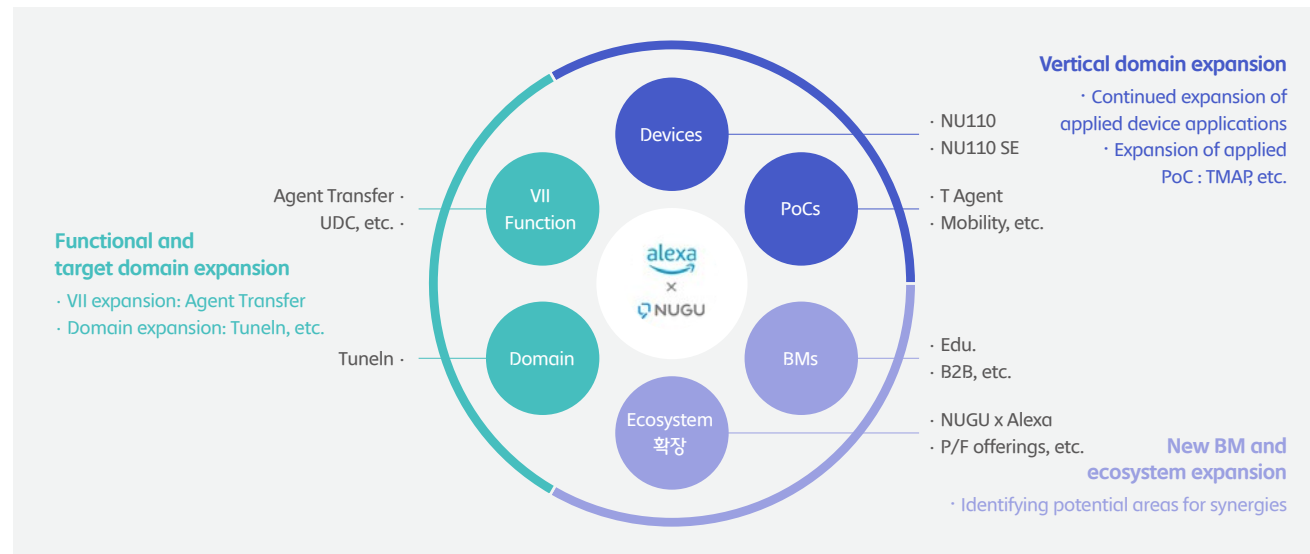 Vertical domain expansion
· Continued expansion of
applied device applications
· Expansion of applied
PoC : TMAP, etc.
Devices
· NU110
· NU110 SE
PoCs
· T Agent
· Mobility, etc.
VII
Function
Agent Transfer ·
UDC, etc. ·
Functional and
target domain expansion
· VII expansion: Agent Transfer
· Domain expansion: Tuneln, etc.
alexa
×
NUGU
Domain
Tuneln ·
BMs
· Edu.
· B2B, etc.
Ecosystem
확장
· NUGU x Alexa
· P/F offerings, etc.
New BM and
ecosystem expansion
· Identifying potential areas for synergies